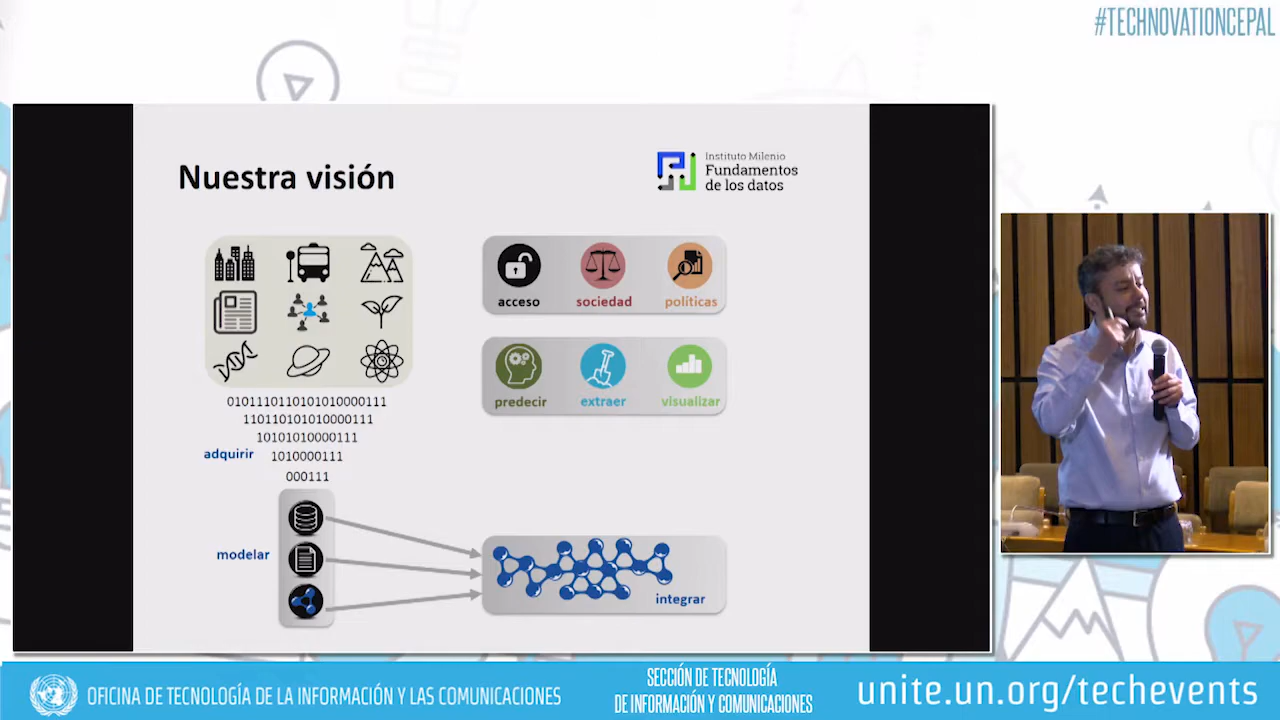 #TECHNOVATIONCEPAL
Nuestra visión
Instituto Milenio
Fundamentos
de los datos
acceso
sociedad
políticas
predecir
extraer
visualizar
0101110110101010000111
110110101010000111
10101010000111
adquirir
1010000111
000111
modelar
integrar
OFICINA DE TECNOLOGÍA DE LA INFORMACIÓN Y LAS COMUNICACIONES
SECCIÓN DE TECNOLOGÍA
DE INFORMACIÓN Y COMUNICACIONES
unite.un.org/techevents